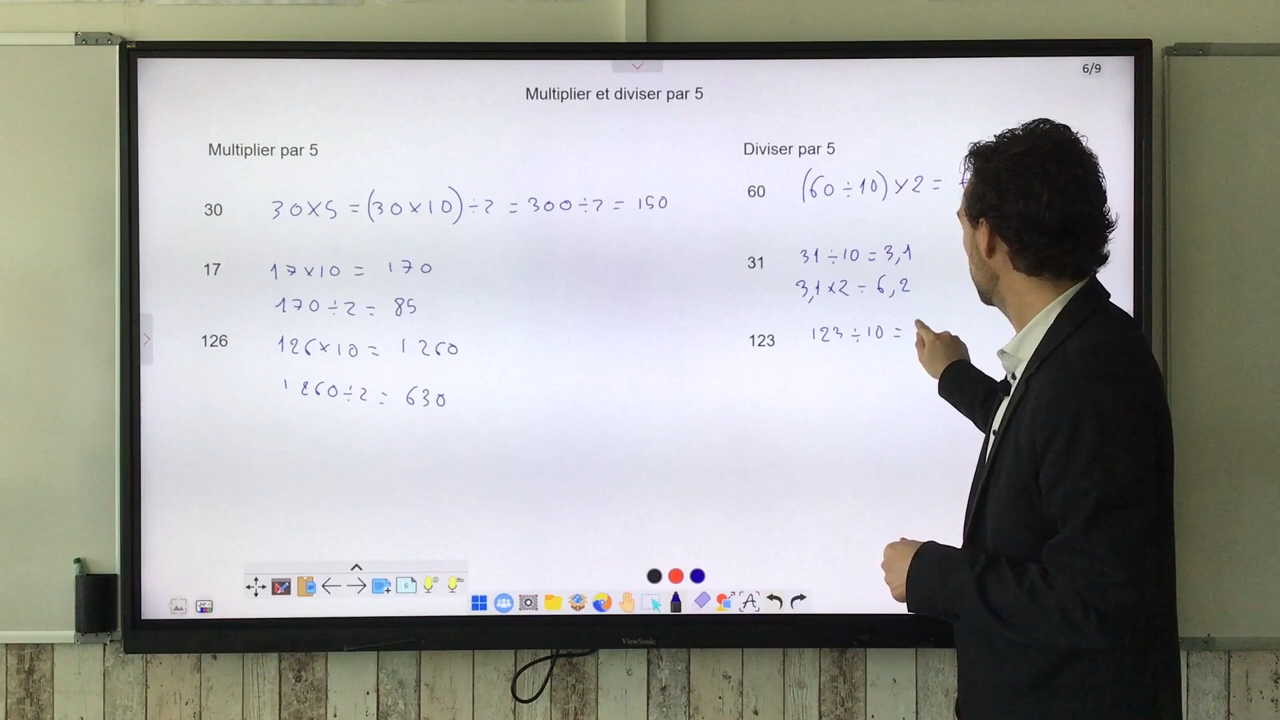 6/9
Multiplier et diviser par 5
Multiplier par 5
30 30×5 = (30×10)÷2 = 300÷2 = 150
17 17×10 = 170
170÷2 = 85
126 126×10 = 1260
1260÷2 = 630
Diviser par 5
60 (60÷10)×2 =
31 31÷10 = 3,1
3,1×2 = 6,2
123 123÷10 =
ViewSonic